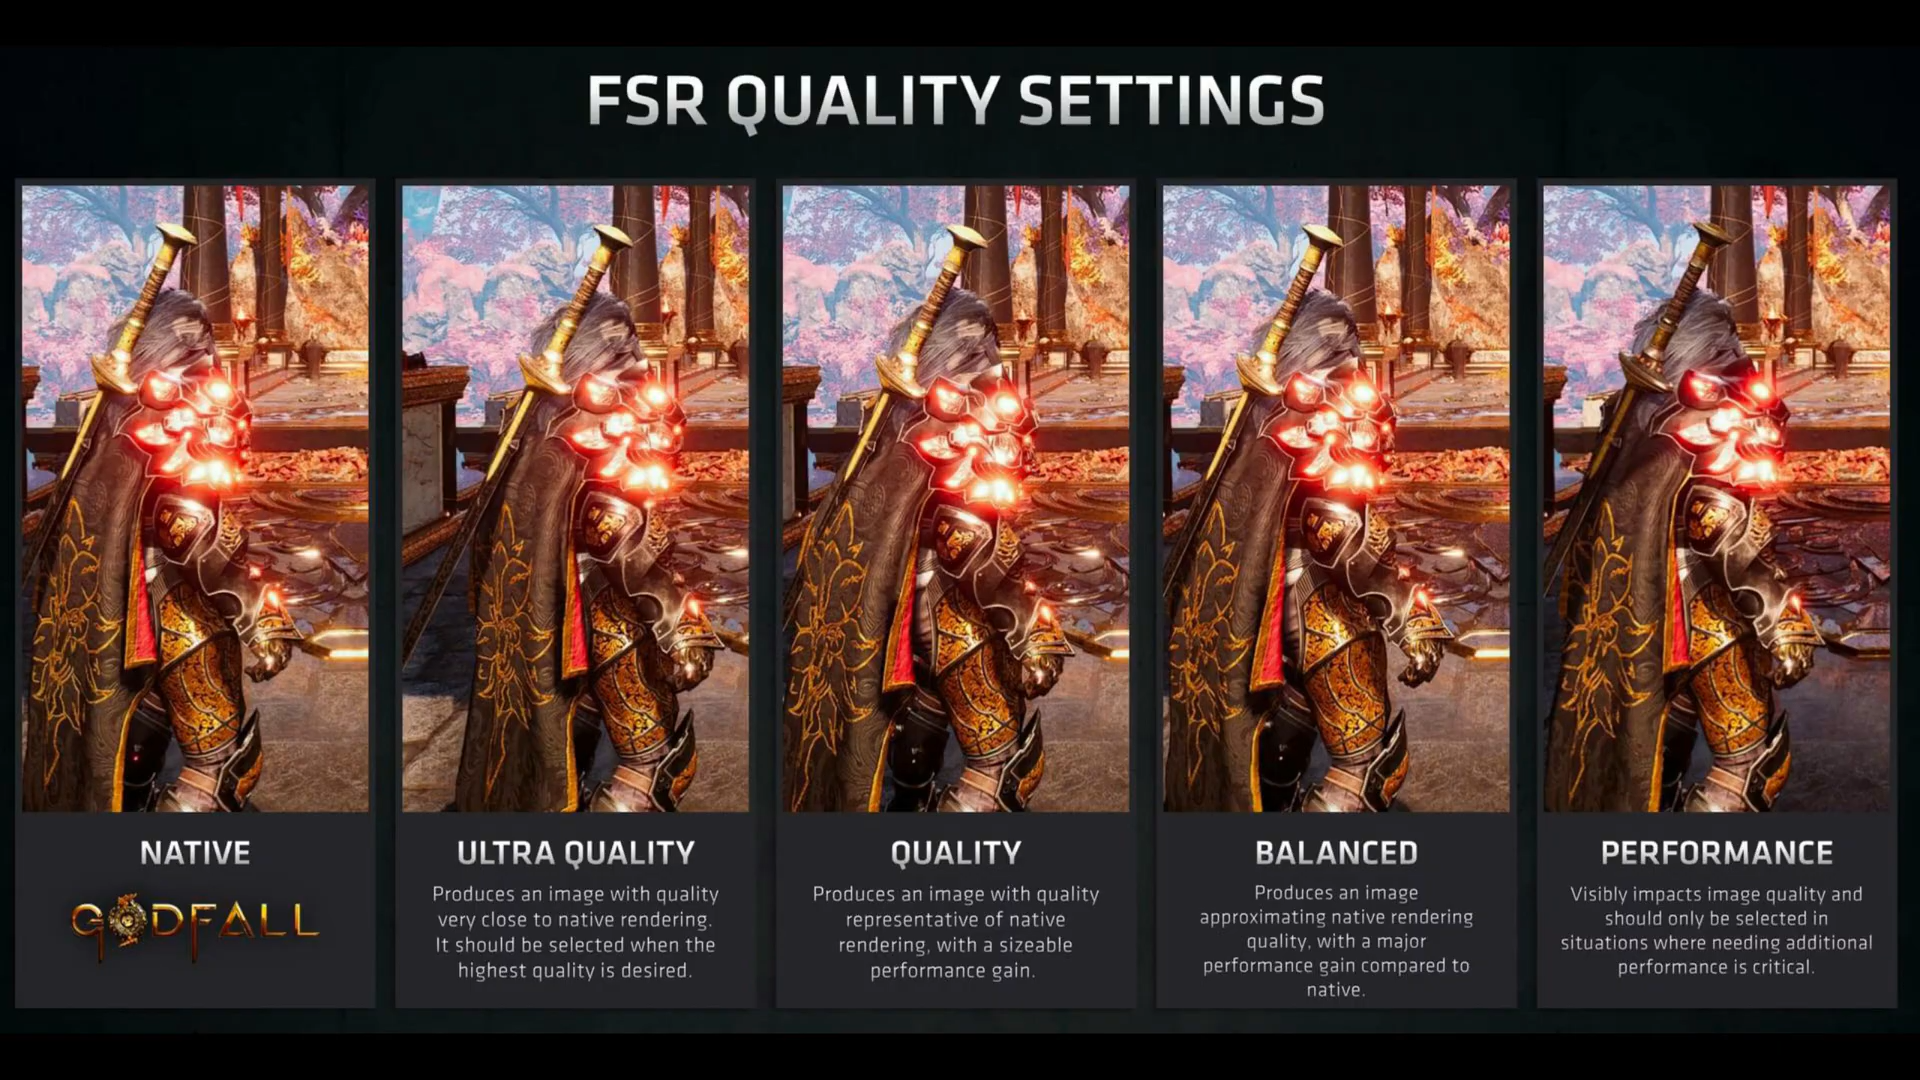 FSR QUALITY SETTINGS
NATIVE
GODFALL
ULTRA QUALITY
Produces an image with quality
very close to native rendering.
It should be selected when the
highest quality is desired.
QUALITY
Produces an image with quality
representative of native
rendering, with a sizeable
performance gain.
BALANCED
Produces an image
approximating native rendering
quality, with a major
performance gain compared to
native.
PERFORMANCE
Visibly impacts image quality and
should only be selected in
situations where needing additional
performance is critical.